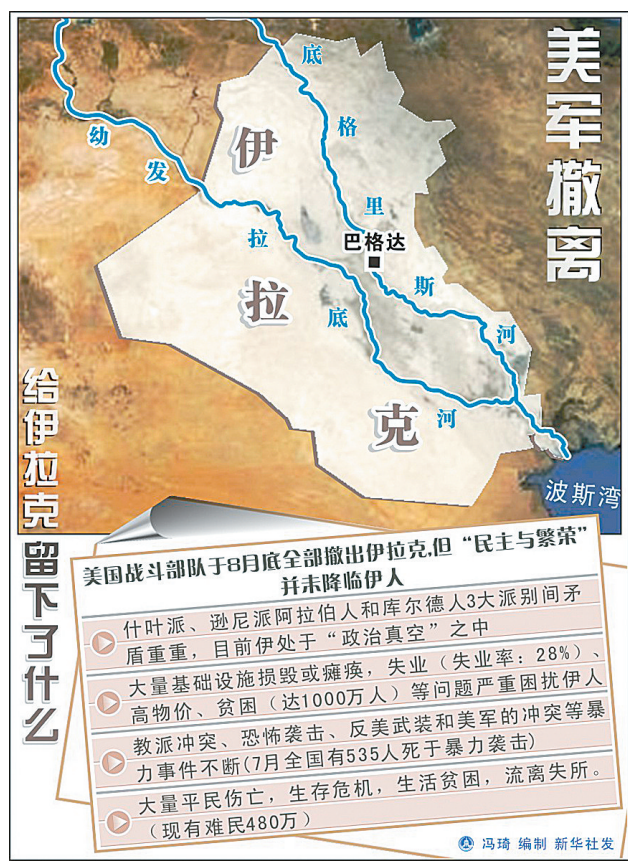 美军撤离
给伊拉克留下了什么
伊拉克
底格里斯河
幼发拉底河
巴格达
波斯湾
美国战斗部队于8月底全部撤出伊拉克,但“民主与繁荣”
并未降临伊人
什叶派、逊尼派阿拉伯人和库尔德人3大派别间矛
盾重重，目前伊处于“政治真空”之中
大量基础设施损毁或瘫痪，失业（失业率：28%）、
高物价、贫困（达1000万人）等问题严重困扰伊人
教派冲突、恐怖袭击、反美武装和美军的冲突等暴
力事件不断(7月全国有535人死于暴力袭击)
大量平民伤亡，生存危机，生活贫困，流离失所。
（现有难民480万）
冯琦 编制 新华社发